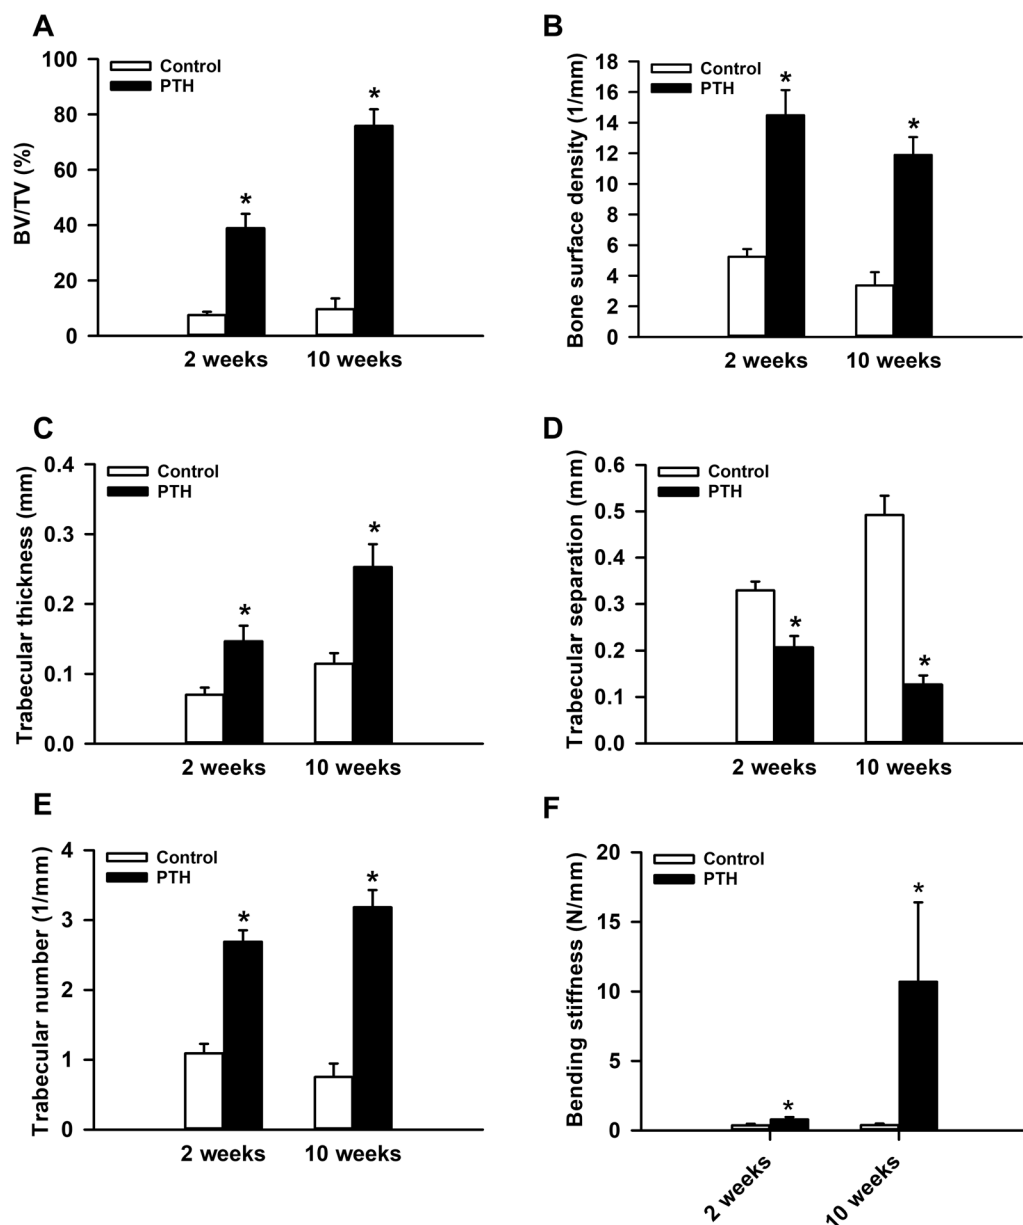 A
BV/TV (%)
100
80
60
40
20
0
Control
PTH
*
*
2 weeks
10 weeks
B
Bone surface density (1/mm)
18
16
14
12
10
8
6
4
2
0
Control
PTH
*
*
2 weeks
10 weeks
C
Trabecular thickness (mm)
0.4
0.3
0.2
0.1
0.0
Control
PTH
*
*
2 weeks
10 weeks
D
Trabecular separation (mm)
0.6
0.5
0.4
0.3
0.2
0.1
0.0
Control
PTH
*
*
2 weeks
10 weeks
E
Trabecular number (1/mm)
4
3
2
1
0
Control
PTH
*
*
2 weeks
10 weeks
F
Bending stiffness (N/mm)
20
15
10
5
0
Control
PTH
*
*
2 weeks
10 weeks